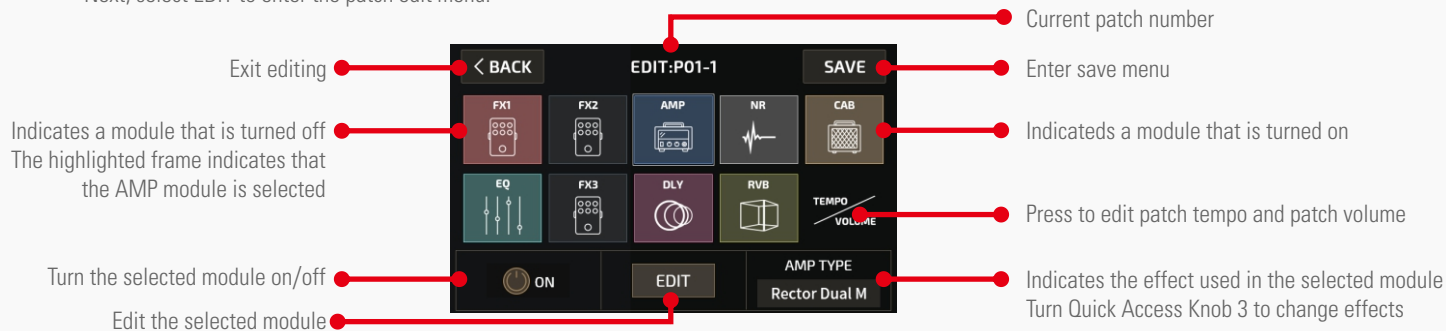 Next, select EDIT to enter the patch edit menu.
Current patch number
Exit editing
< BACK
EDIT:P01-1
SAVE
Enter save menu
FX1
FX2
AMP
NR
CAB
Indicates a module that is turned off
The highlighted frame indicates that
the AMP module is selected
Indicateds a module that is turned on
EQ
FX3
DLY
RVB
TEMPO
VOLUME
Press to edit patch tempo and patch volume
Turn the selected module on/off
ON
EDIT
AMP TYPE
Rector Dual M
Indicates the effect used in the selected module
Turn Quick Access Knob 3 to change effects
Edit the selected module